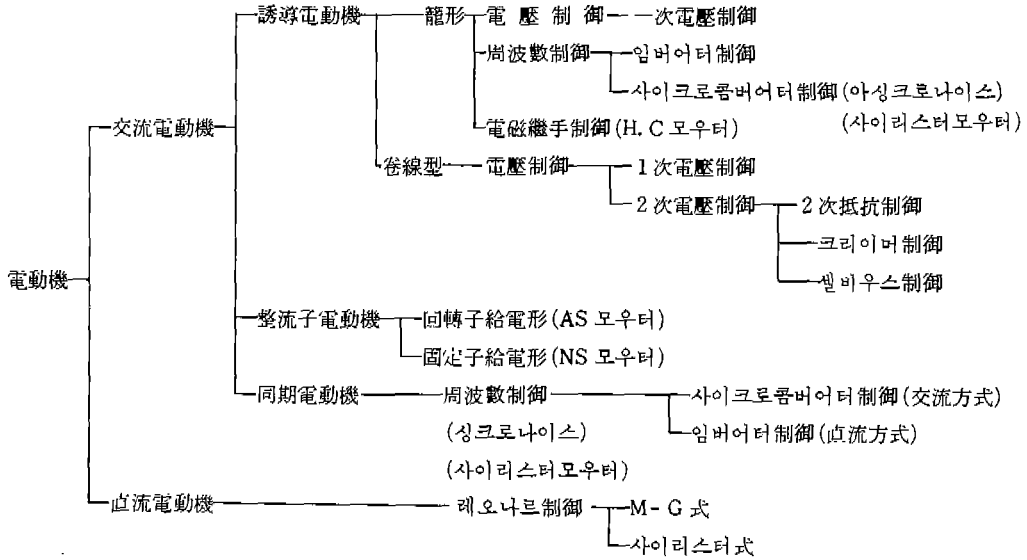 誘導電動機 籠形 電壓制御 一次電壓制御
周波數制御 임버어터制御
사이크로콤버어터制御(아싱크로나이스)
交流電動機 電磁繼手制御(H.C 모우터) (사이리스터모우터)
卷線型 電壓制御 1次電壓制御
2次電壓制御 2次抵抗制御
크리이머制御
電動機 셀비우스制御
整流子電動機 回轉子給電形(AS 모우터)
固定子給電形(NS 모우터)
同期電動機 周波數制御 사이크로콤버어터制御(交流方式)
(싱크로나이스) 임버어터制御(直流方式)
(사이리스터모우터)
直流電動機 레오나르制御 M-G式
사이리스터式